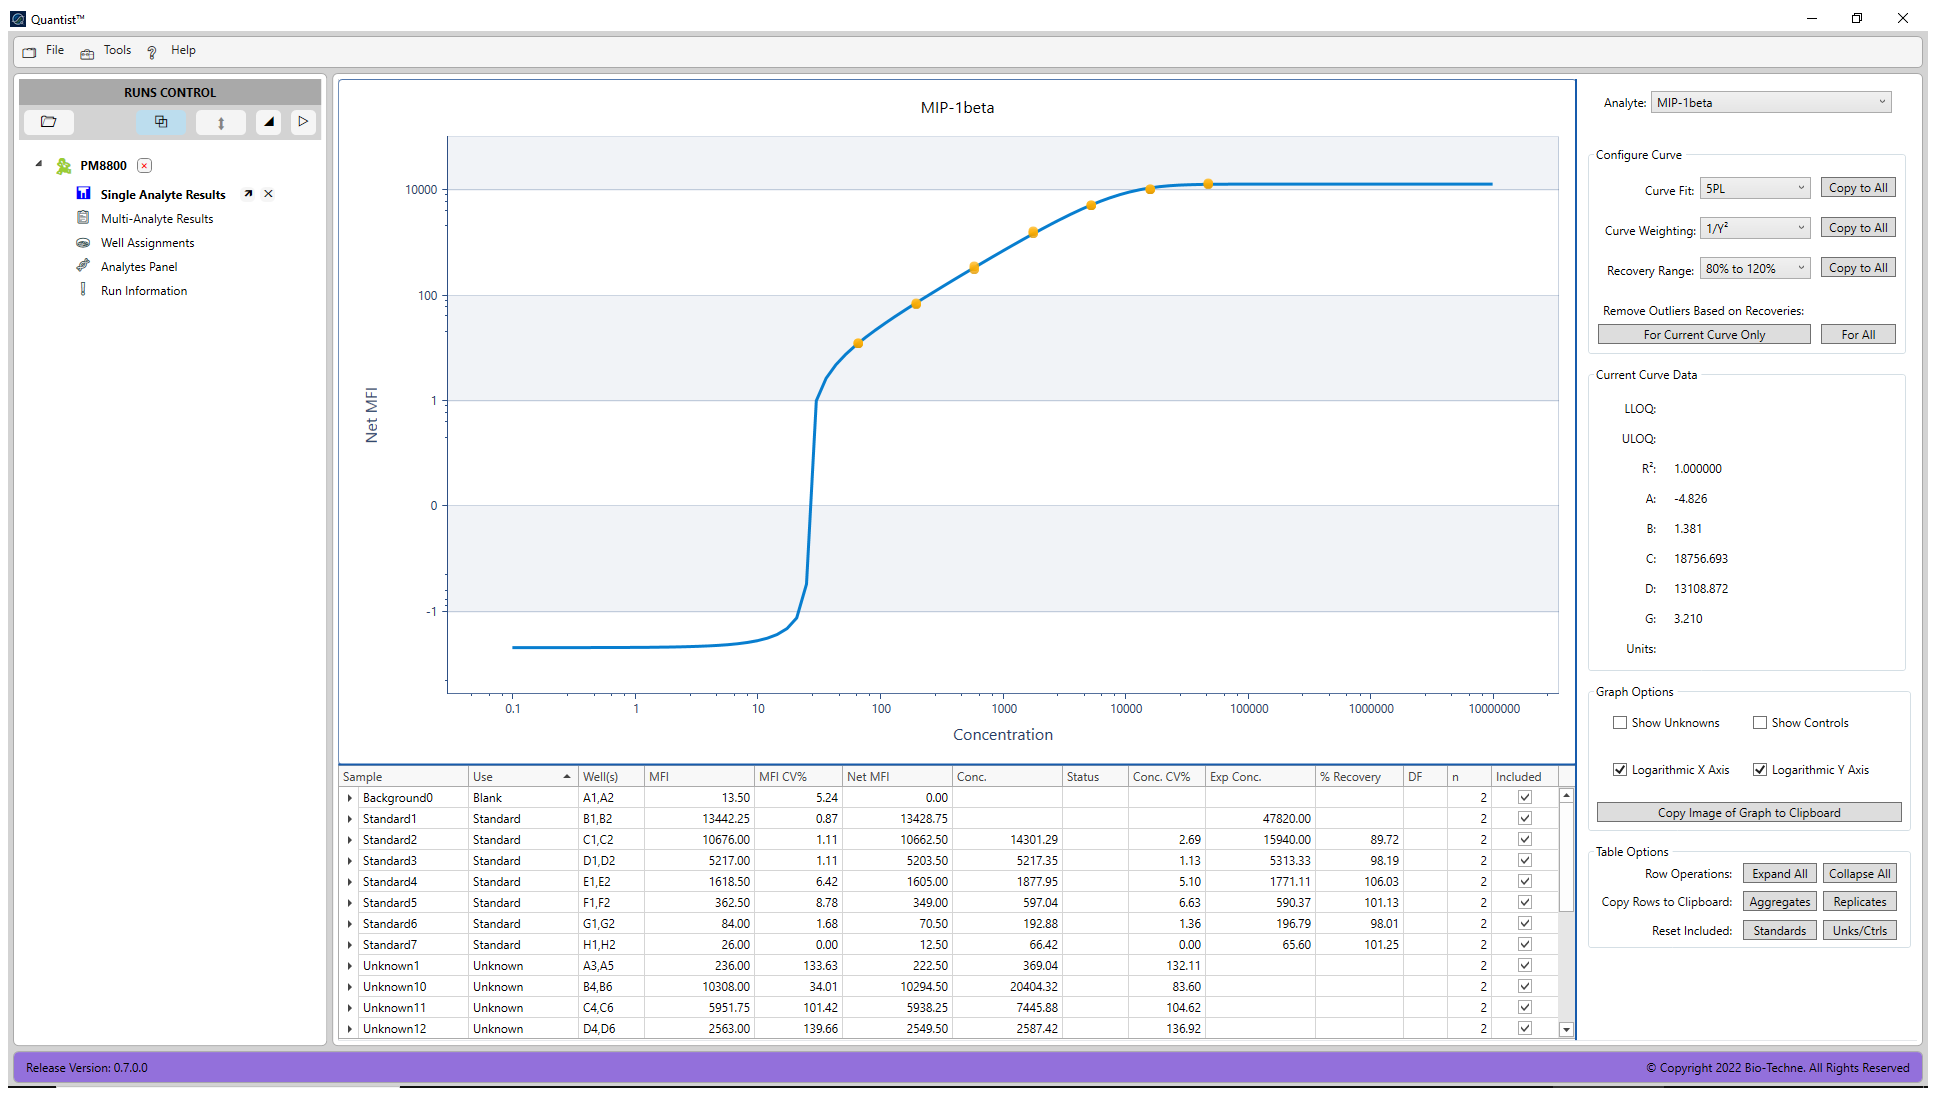 Quantist™
File Tools ? Help
RUNS CONTROL
PM8800
Single Analyte Results
Multi-Analyte Results
Well Assignments
Analytes Panel
Run Information
MIP-1beta
Net MFI
10000
100
1
0
-1
0.1 1 10 100 1000 10000 100000 1000000 10000000
Concentration
Sample Use Well(s) MFI MFI CV% Net MFI Conc. Status Conc. CV% Exp Conc. % Recovery DF n Included
Background0 Blank A1,A2 13.50 5.24 0.00 2
Standard1 Standard B1,B2 13442.25 0.87 13428.75 47820.00 2
Standard2 Standard C1,C2 10676.00 1.11 10662.50 14301.29 2.69 15940.00 89.72 2
Standard3 Standard D1,D2 5217.00 1.11 5203.50 5217.35 1.13 5313.33 98.19 2
Standard4 Standard E1,E2 1618.50 6.42 1605.00 1877.95 5.10 1771.11 106.03 2
Standard5 Standard F1,F2 362.50 8.78 349.00 597.04 6.63 590.37 101.13 2
Standard6 Standard G1,G2 84.00 1.68 70.50 192.88 1.36 196.79 98.01 2
Standard7 Standard H1,H2 26.00 0.00 12.50 66.42 0.00 65.60 101.25 2
Unknown1 Unknown A3,A5 236.00 133.63 222.50 369.04 132.11 2
Unknown10 Unknown B4,B6 10308.00 34.01 10294.50 20404.32 83.60 2
Unknown11 Unknown C4,C6 5951.75 101.42 5938.25 7445.88 104.62 2
Unknown12 Unknown D4,D6 2563.00 139.66 2549.50 2587.42 136.92 2
Analyte: MIP-1beta
Configure Curve
Curve Fit: 5PL Copy to All
Curve Weighting: 1/Y² Copy to All
Recovery Range: 80% to 120% Copy to All
Remove Outliers Based on Recoveries:
For Current Curve Only For All
Current Curve Data
LLOQ:
ULOQ:
R²: 1.000000
A: -4.826
B: 1.381
C: 18756.693
D: 13108.872
G: 3.210
Units:
Graph Options
Show Unknowns Show Controls
Logarithmic X Axis Logarithmic Y Axis
Copy Image of Graph to Clipboard
Table Options
Row Operations: Expand All Collapse All
Copy Rows to Clipboard: Aggregates Replicates
Reset Included: Standards Unks/Ctrls
Release Version: 0.7.0.0
© Copyright 2022 Bio-Techne. All Rights Reserved